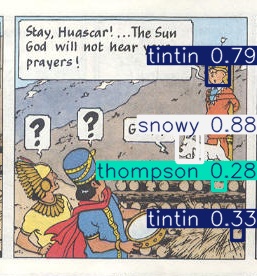 Stay, Huascar! ...The Sun
God will not hear
prayers!
tintin 0.79
?
?
snowy 0.88
thompson 0.28
tintin 0.33